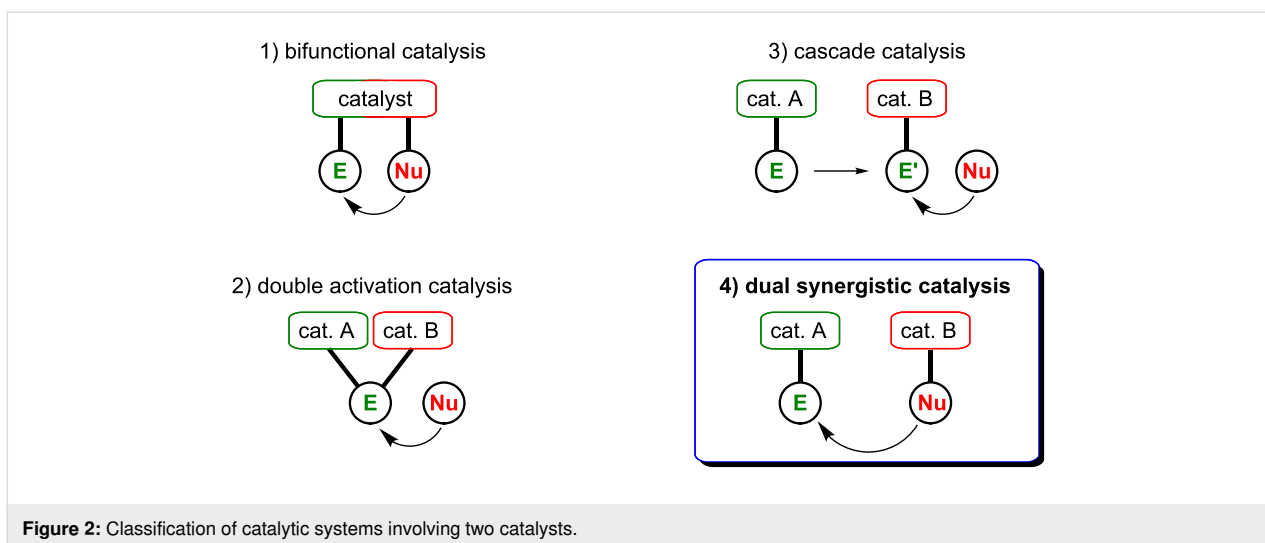 1) bifunctional catalysis
catalyst
E Nu
3) cascade catalysis
cat. A cat. B
E E' Nu
2) double activation catalysis
cat. A cat. B
E Nu
4) dual synergistic catalysis
cat. A cat. B
E Nu
Figure 2: Classification of catalytic systems involving two catalysts.